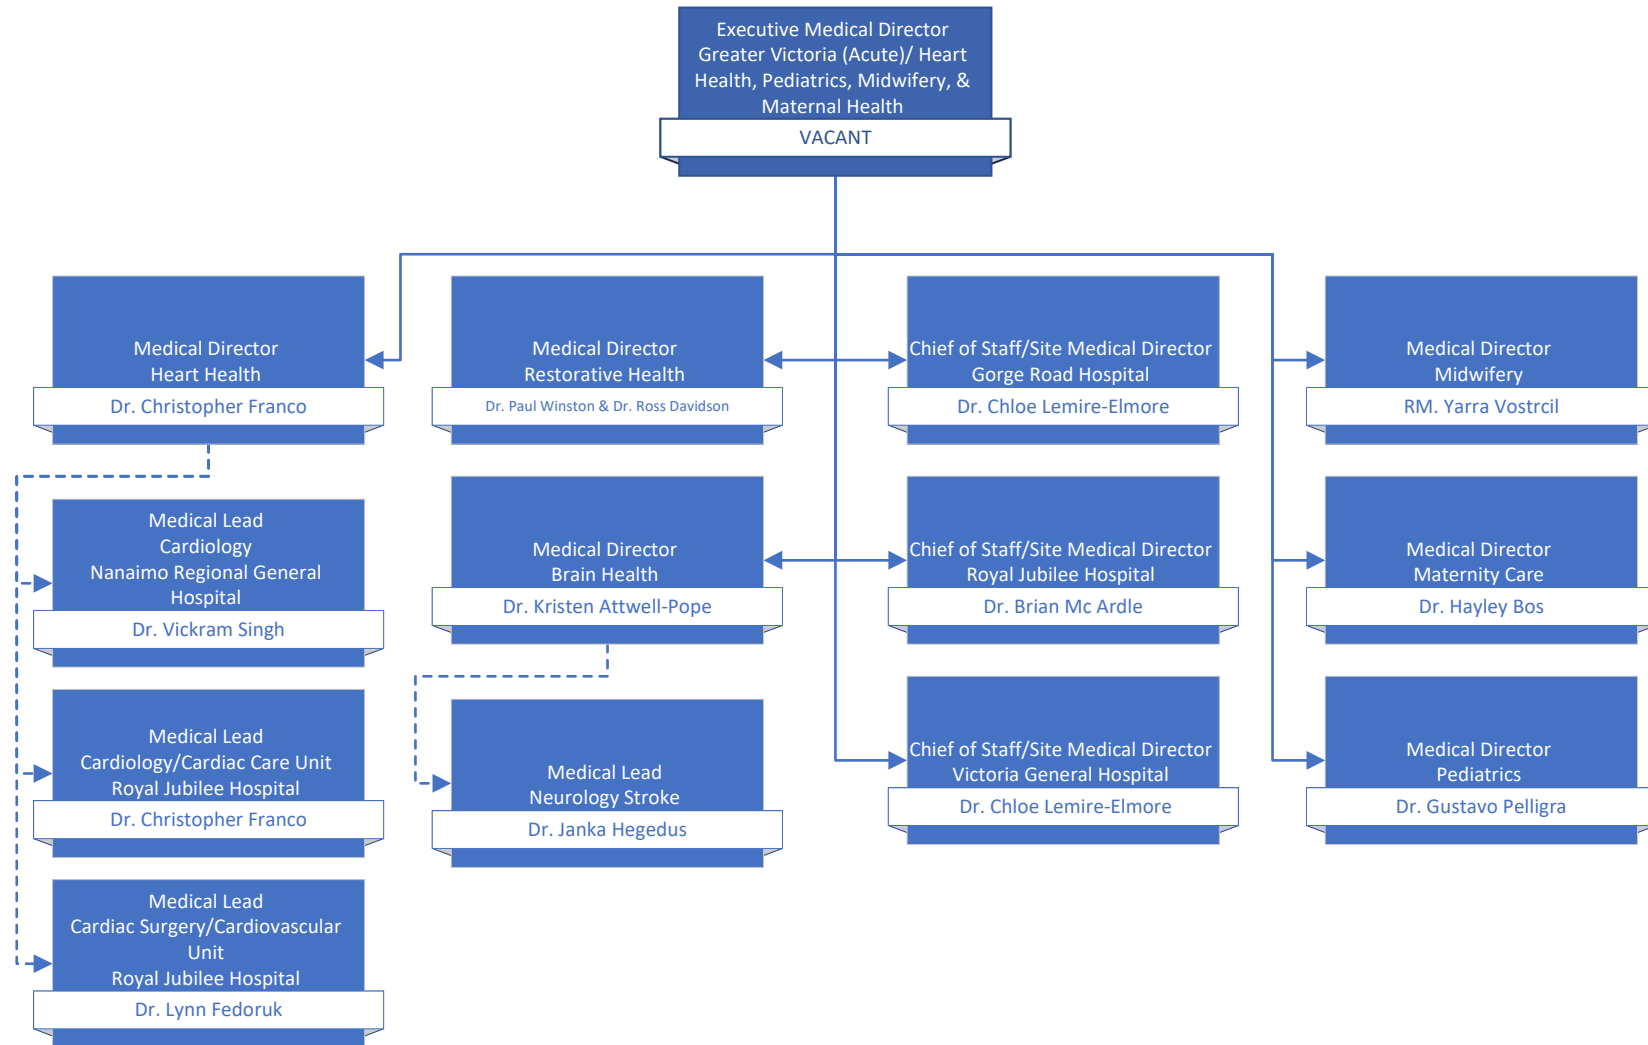 Executive Medical Director
Greater Victoria (Acute)/ Heart
Health, Pediatrics, Midwifery, &
Maternal Health
VACANT
Medical Director
Heart Health
Dr. Christopher Franco
Medical Director
Restorative Health
Dr. Paul Winston & Dr. Ross Davidson
Chief of Staff/Site Medical Director
Gorge Road Hospital
Dr. Chloe Lemire-Elmore
Medical Director
Midwifery
RM. Yarra Vostrcil
Medical Lead
Cardiology
Nanaimo Regional General
Hospital
Dr. Vickram Singh
Medical Director
Brain Health
Dr. Kristen Attwell-Pope
Chief of Staff/Site Medical Director
Royal Jubilee Hospital
Dr. Brian Mc Ardle
Medical Director
Maternity Care
Dr. Hayley Bos
Medical Lead
Cardiology/Cardiac Care Unit
Royal Jubilee Hospital
Dr. Christopher Franco
Medical Lead
Neurology Stroke
Dr. Janka Hegedus
Chief of Staff/Site Medical Director
Victoria General Hospital
Dr. Chloe Lemire-Elmore
Medical Director
Pediatrics
Dr. Gustavo Pelligra
Medical Lead
Cardiac Surgery/Cardiovascular
Unit
Royal Jubilee Hospital
Dr. Lynn Fedoruk